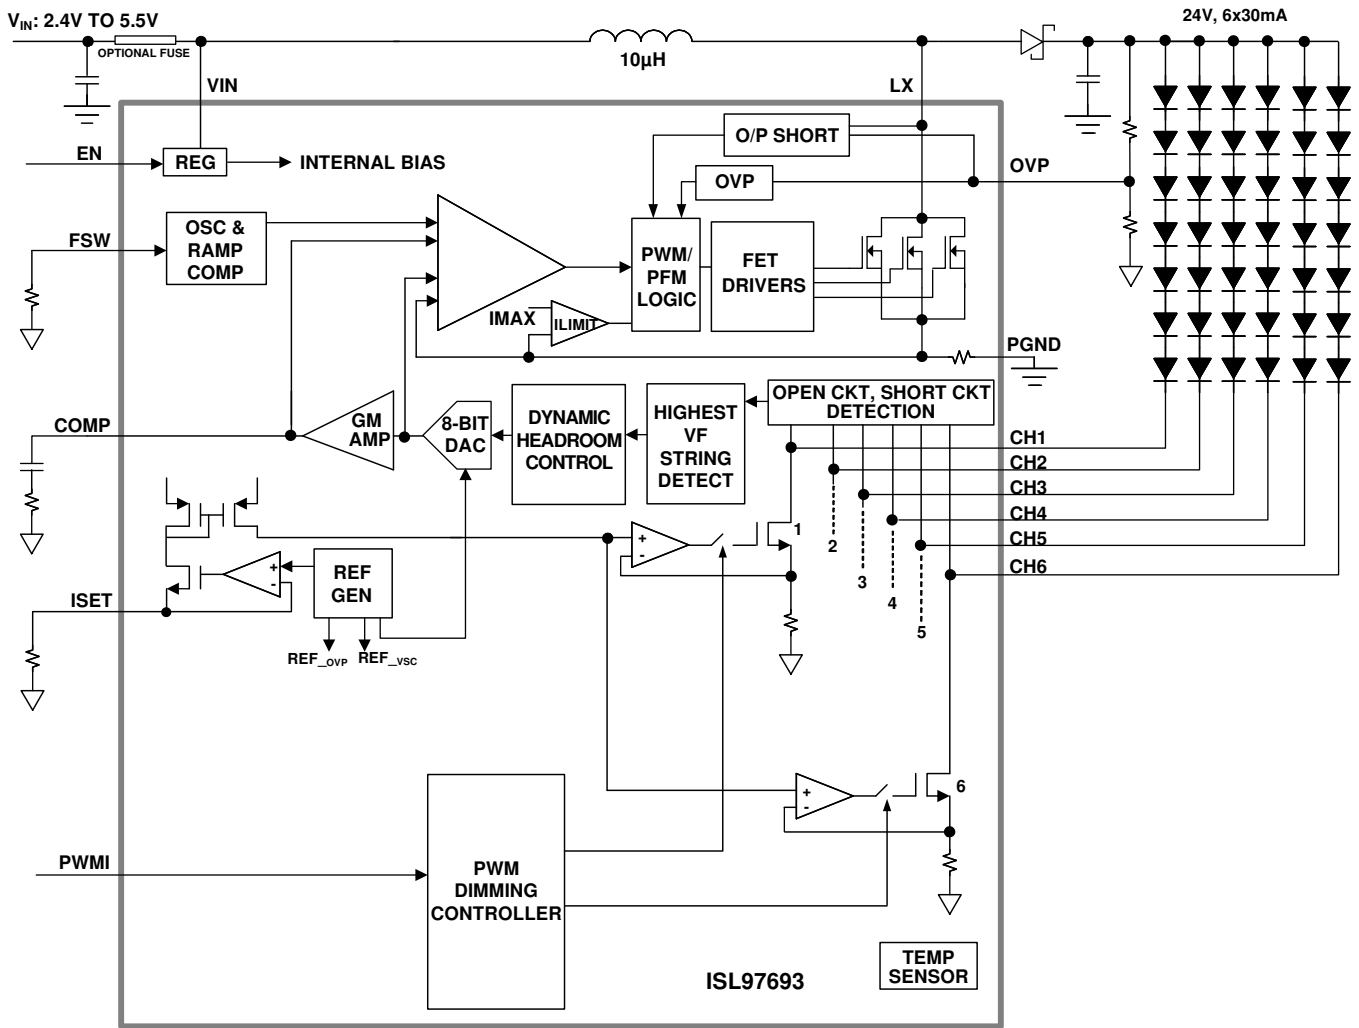 VIN: 2.4V TO 5.5V
OPTIONAL FUSE
10µH
24V, 6x30mA
VIN
LX
EN
REG
INTERNAL BIAS
O/P SHORT
OVP
OVP
FSW
OSC &
RAMP
COMP
PWM/
PFM
LOGIC
FET
DRIVERS
IMAX
ILIMIT
PGND
COMP
GM
AMP
8-BIT
DAC
DYNAMIC
HEADROOM
CONTROL
HIGHEST
VF
STRING
DETECT
OPEN CKT, SHORT CKT
DETECTION
CH1
CH2
CH3
CH4
CH5
CH6
+
-
1
2
3
4
5
ISET
+
-
REF
GEN
REF_OVP
REF_VSC
+
-
6
PWMI
PWM
DIMMING
CONTROLLER
TEMP
SENSOR
ISL97693